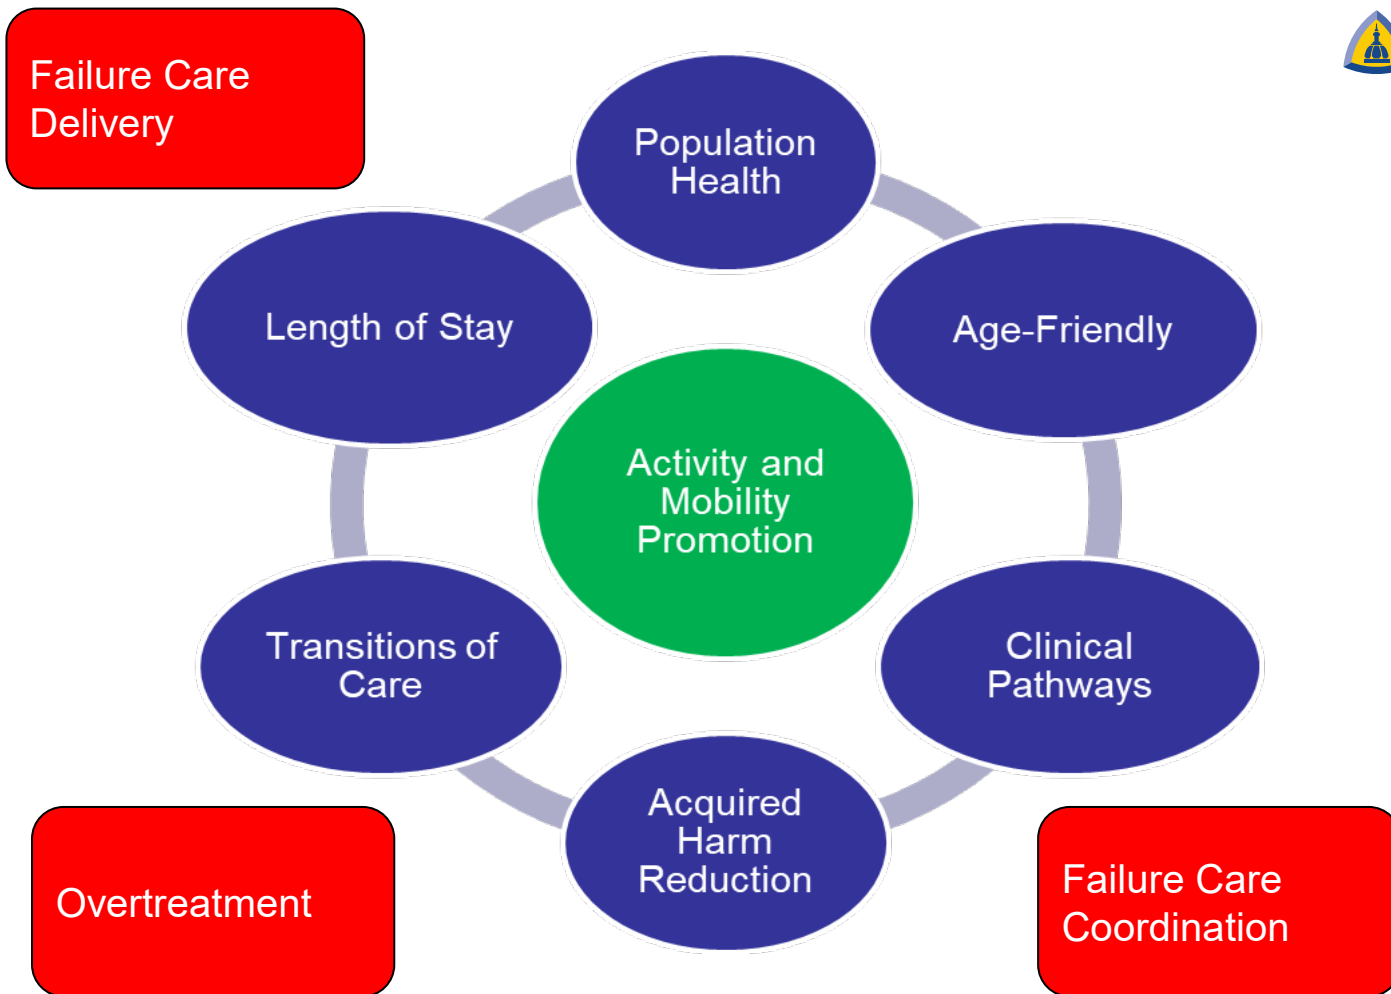 Failure Care
Delivery
Population
Health
Length of Stay
Age-Friendly
Activity and
Mobility
Promotion
Transitions of
Care
Clinical
Pathways
Acquired
Harm
Reduction
Overtreatment
Failure Care
Coordination